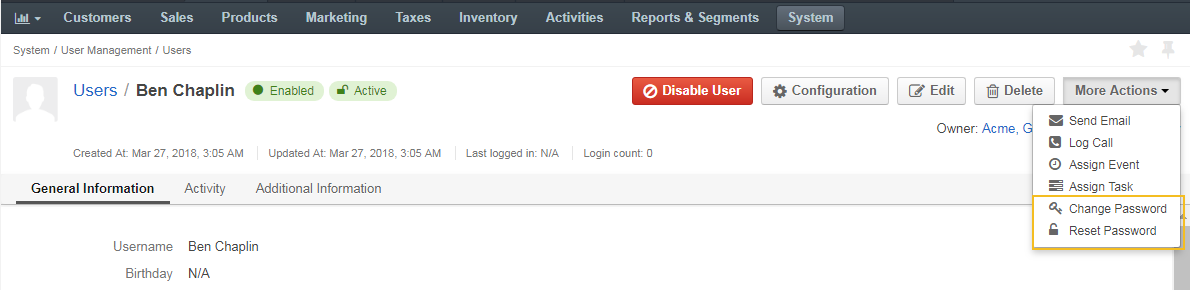 Customers Sales Products Marketing Taxes Inventory Activities Reports & Segments System
System / User Management / Users
Users / Ben Chaplin Enabled Active Disable User Configuration Edit Delete More Actions
Owner: Acme,
Send Email
Log Call
Assign Event
Assign Task
Change Password
Reset Password
Created At: Mar 27, 2018, 3:05 AM Updated At: Mar 27, 2018, 3:05 AM Last logged in: N/A Login count: 0
General Information Activity Additional Information
Username Ben Chaplin
Birthday N/A